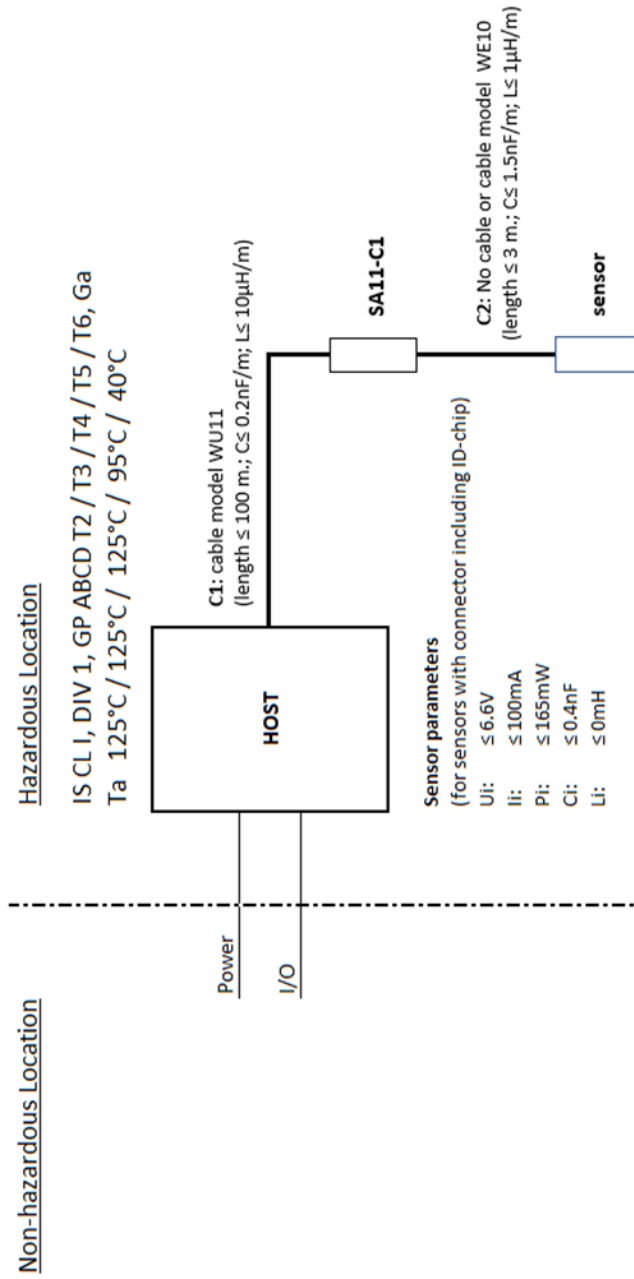 Non-hazardous Location
Hazardous Location
IS CL I, DIV 1, GP ABCD T2 / T3 / T4 / T5 / T6, Ga
Ta 125°C / 125°C / 125°C / 95°C / 40°C
Power
I/O
HOST
C1: cable model WU11
(length ≤ 100 m.; C≤ 0.2nF/m; L≤ 10µH/m)
SA11-C1
C2: No cable or cable model WE10
(length ≤ 3 m.; C≤ 1.5nF/m; L≤ 1µH/m)
sensor
Sensor parameters
(for sensors with connector including ID-chip)
Ui: ≤ 6.6V
Ii: ≤ 100mA
Pi: ≤ 165mW
Ci: ≤ 0.4nF
Li: ≤ 0mH